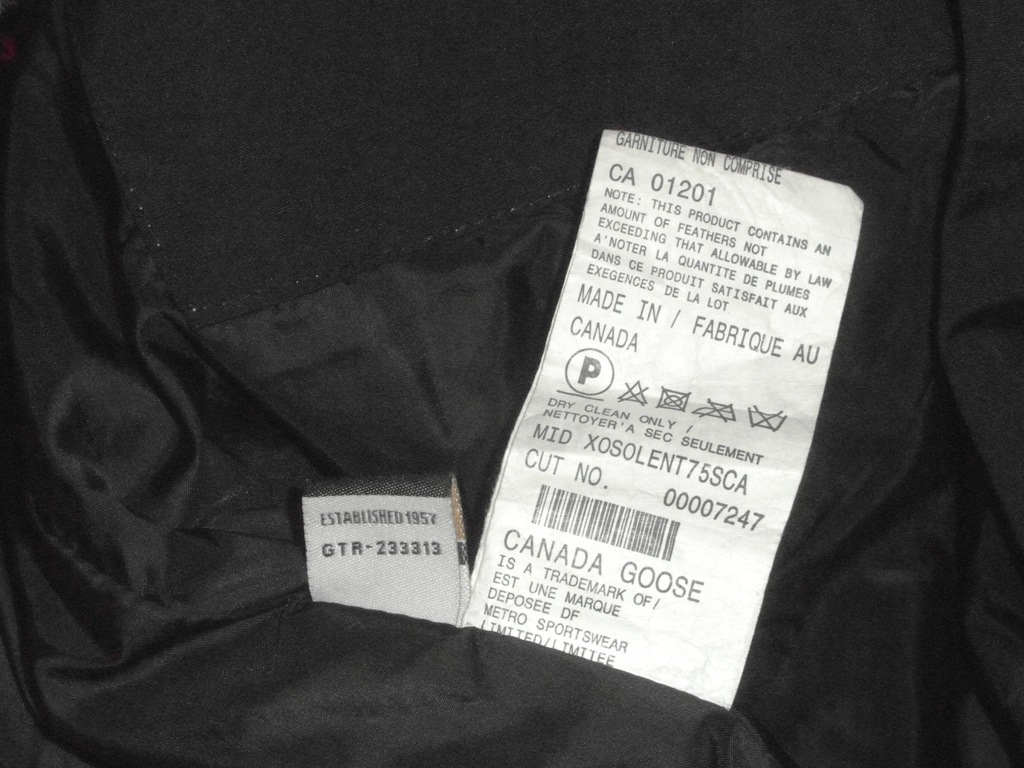 GARNITURE NON COMPRISE
CA 01201
NOTE: THIS PRODUCT CONTAINS AN
AMOUNT OF FEATHERS NOT
EXCEEDING THAT ALLOWABLE BY LAW
A'NOTER LA QUANTITE DE PLUMES
DANS CE PRODUIT SATISFAIT AUX
EXEGENCES DE LA LOT
MADE IN / FABRIQUE AU
CANADA
P
DRY CLEAN ONLY /
NETTOYER'A SEC SEULEMENT
MID XOSOLENT75SCA
CUT NO. 00007247
CANADA GOOSE
IS A TRADEMARK OF/
EST UNE MARQUE
DEPOSEE DF
METRO SPORTSWEAR
LIMITED/LIMITEE
ESTABLISHED 1957
GTR-233313